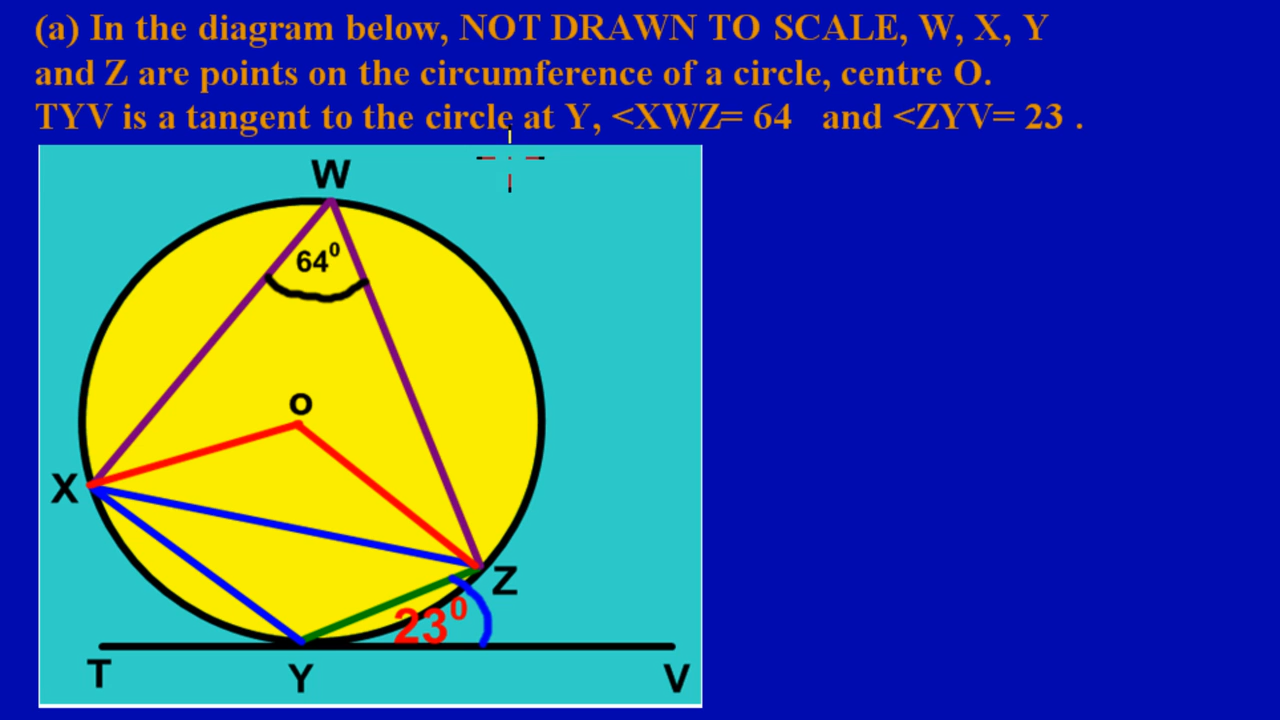 (a) In the diagram below, NOT DRAWN TO SCALE, W, X, Y
and Z are points on the circumference of a circle, centre O.
TYV is a tangent to the circle at Y, <XWZ= 64 and <ZYV= 23 .
W
64⁰
O
X
Z
23⁰
T Y V